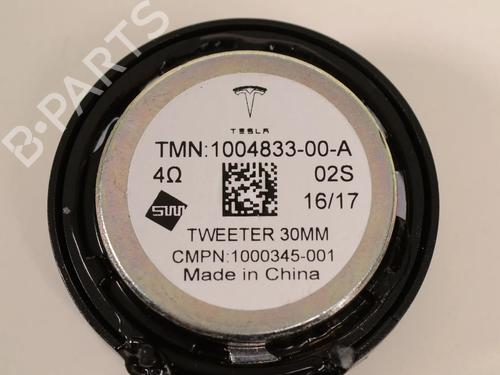 B-PARTS
TESLA
TMN:1004833-00-A
4Ω 02S
16/17
SW
TWEETER 30MM
CMPN:1000345-001
Made in China